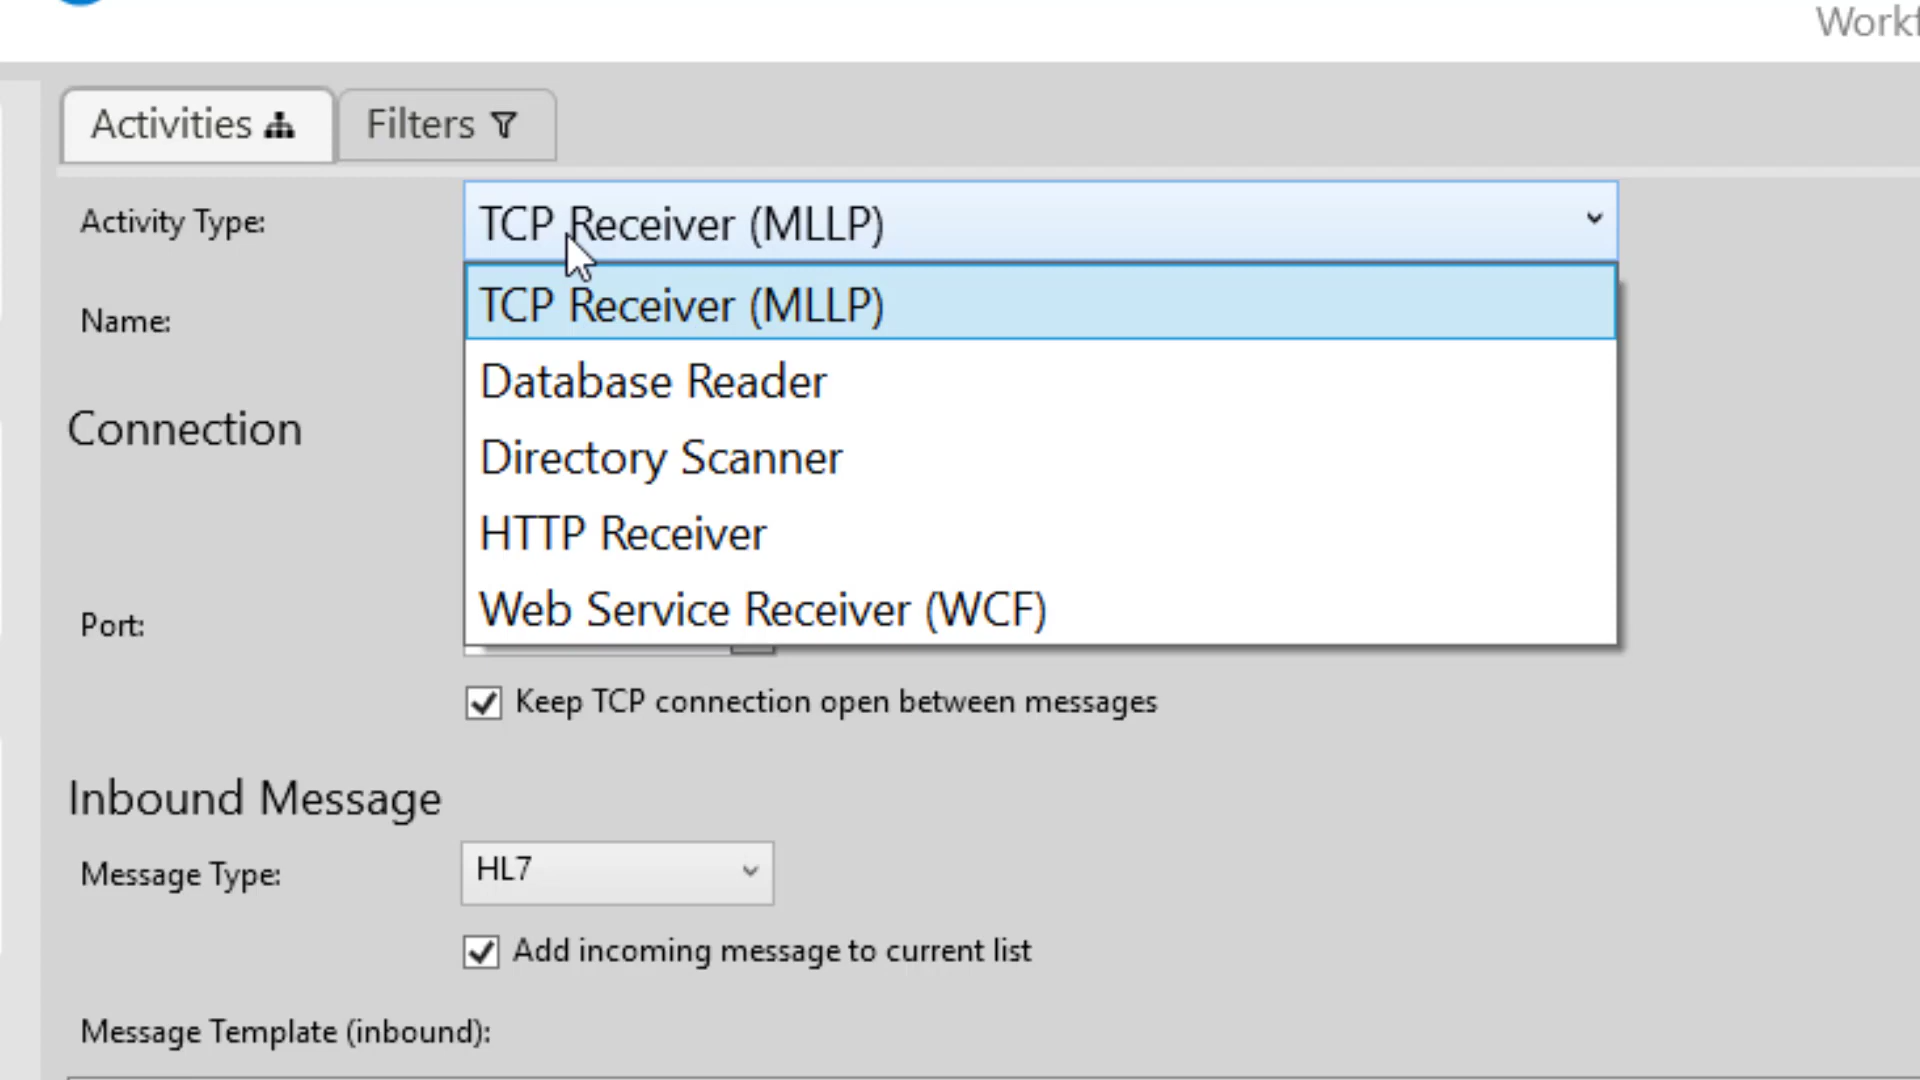 Activities
Filters
Activity Type:
TCP Receiver (MLLP)
TCP Receiver (MLLP)
Name:
Database Reader
Connection
Directory Scanner
HTTP Receiver
Web Service Receiver (WCF)
Port:
Keep TCP connection open between messages
Inbound Message
Message Type:
HL7
Add incoming message to current list
Message Template (inbound):